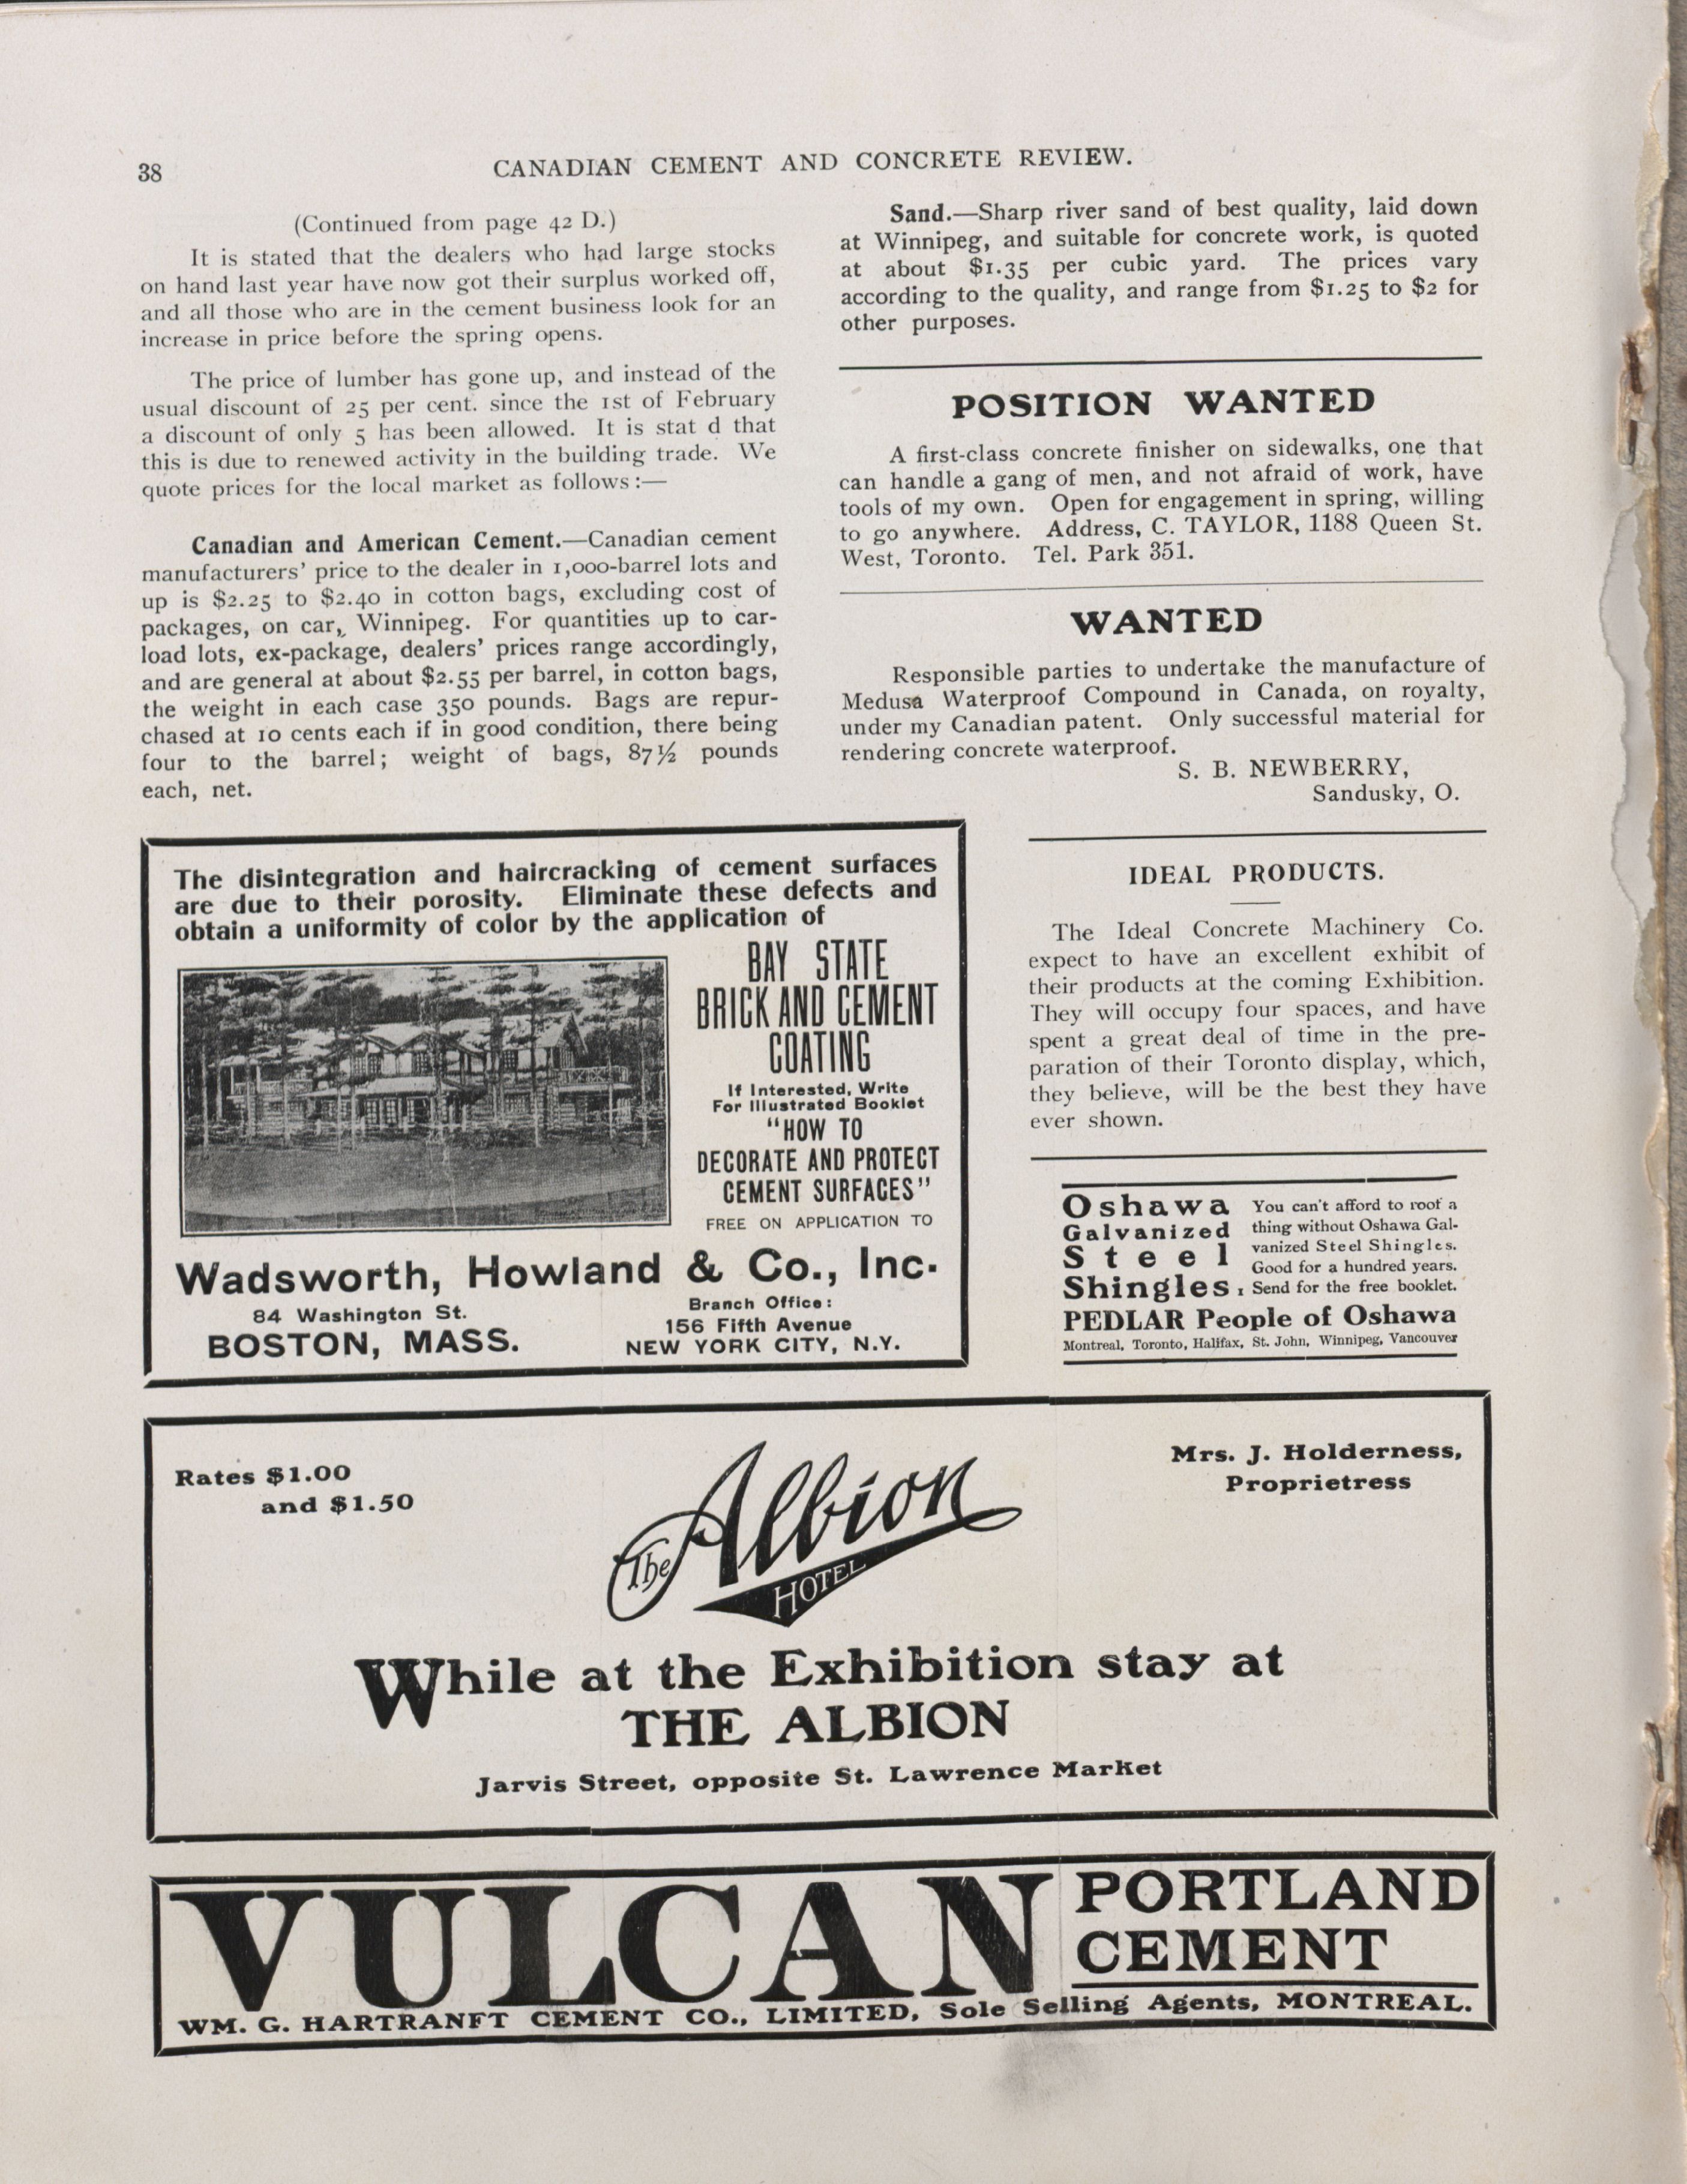 38
CANADIAN CEMENT AND CONCRETE REVIEW.
(Continued from page 42 D.)
It is stated that the dealers who had large stocks
on hand last year have now got their surplus worked off,
and all those who are in the cement business look for an
increase in price before the spring opens.
The price of lumber has gone up, and instead of the
usual discount of 25 per cent. since the 1st of February
a discount of only 5 has been allowed. It is stat d that
this is due to renewed activity in the building trade. We
quote prices for the local market as follows:—
Canadian and American Cement.—Canadian cement
manufacturers' price to the dealer in 1,000-barrel lots and
up is $2.25 to $2.40 in cotton bags, excluding cost of
packages, on car, Winnipeg. For quantities up to car-
load lots, ex-package, dealers' prices range accordingly,
and are general at about $2.55 per barrel, in cotton bags,
the weight in each case 350 pounds. Bags are repur-
chased at 10 cents each if in good condition, there being
four to the barrel; weight of bags, 87½ pounds
each, net.
Sand.—Sharp river sand of best quality, laid down
at Winnipeg, and suitable for concrete work, is quoted
at about $1.35 per cubic yard. The prices vary
according to the quality, and range from $1.25 to $2 for
other purposes.
POSITION WANTED
A first-class concrete finisher on sidewalks, one that
can handle a gang of men, and not afraid of work, have
tools of my own. Open for engagement in spring, willing
to go anywhere. Address, C. TAYLOR, 1188 Queen St.
West, Toronto. Tel. Park 351.
WANTED
Responsible parties to undertake the manufacture of
Medusa Waterproof Compound in Canada, on royalty,
under my Canadian patent. Only successful material for
rendering concrete waterproof.
S. B. NEWBERRY,
Sandusky, O.
The disintegration and haircracking of cement surfaces
are due to their porosity. Eliminate these defects and
obtain a uniformity of color by the application of
BAY STATE
BRICK AND CEMENT
COATING
If Interested, Write
For Illustrated Booklet
"HOW TO
DECORATE AND PROTECT
CEMENT SURFACES"
FREE ON APPLICATION TO
Wadsworth, Howland & Co., Inc.
84 Washington St.
BOSTON, MASS.
Branch Office:
156 Fifth Avenue
NEW YORK CITY, N.Y.
IDEAL PRODUCTS.
The Ideal Concrete Machinery Co.
expect to have an excellent exhibit of
their products at the coming Exhibition.
They will occupy four spaces, and have
spent a great deal of time in the pre-
paration of their Toronto display, which,
they believe, will be the best they have
ever shown.
Oshawa
Galvanized
Steel
Shingles,
You can't afford to roof a
thing without Oshawa Gal-
vanized Steel Shingles.
Good for a hundred years.
Send for the free booklet.
PEDLAR People of Oshawa
Montreal, Toronto, Halifax, St. John, Winnipeg, Vancouver
Rates $1.00
and $1.50
The Albion
HOTEL
Mrs. J. Holderness,
Proprietress
While at the Exhibition stay at
THE ALBION
Jarvis Street, opposite St. Lawrence Market
VULCAN
PORTLAND
CEMENT
WM. G. HARTRANFT CEMENT CO., LIMITED, Sole Selling Agents, MONTREAL.